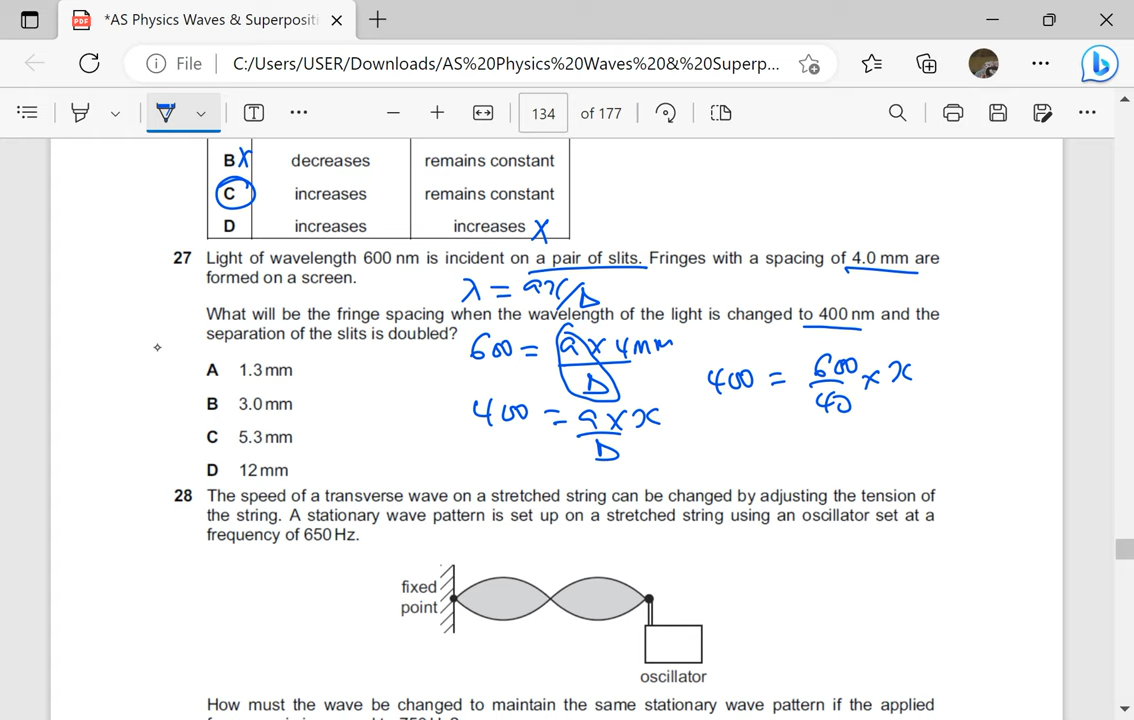 *AS Physics Waves & Superpositi
File C:/Users/USER/Downloads/AS%20Physics%20Waves%20&%20Superp...
134 of 177
B X decreases remains constant
C increases remains constant
D increases increases X
27 Light of wavelength 600 nm is incident on a pair of slits. Fringes with a spacing of 4.0 mm are
formed on a screen.
λ = ax/D
What will be the fringe spacing when the wavelength of the light is changed to 400 nm and the
separation of the slits is doubled?
600 = a x 4mm / D
400 = 600/40 x x
400 = a x x / D
A 1.3 mm
B 3.0 mm
C 5.3 mm
D 12 mm
28 The speed of a transverse wave on a stretched string can be changed by adjusting the tension of
the string. A stationary wave pattern is set up on a stretched string using an oscillator set at a
frequency of 650 Hz.
fixed
point
oscillator
How must the wave be changed to maintain the same stationary wave pattern if the applied